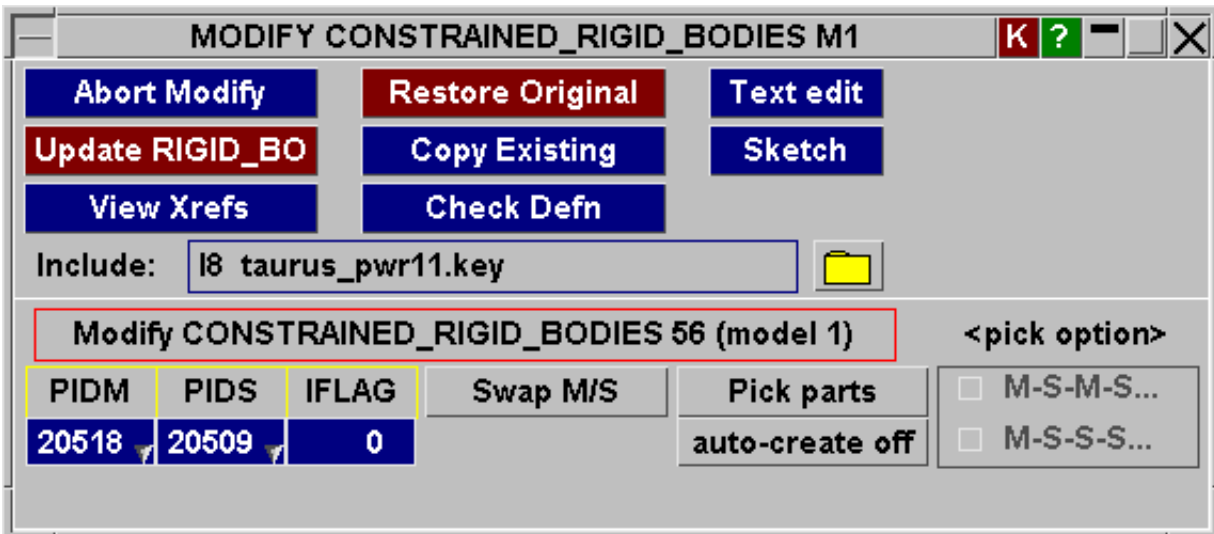 MODIFY CONSTRAINED_RIGID_BODIES M1 K ?
Abort Modify Restore Original Text edit
Update RIGID_BO Copy Existing Sketch
View Xrefs Check Defn
Include: I8 taurus_pwr11.key
Modify CONSTRAINED_RIGID_BODIES 56 (model 1) <pick option>
PIDM PIDS IFLAG Swap M/S Pick parts M-S-M-S...
20518 20509 0 auto-create off M-S-S-S...